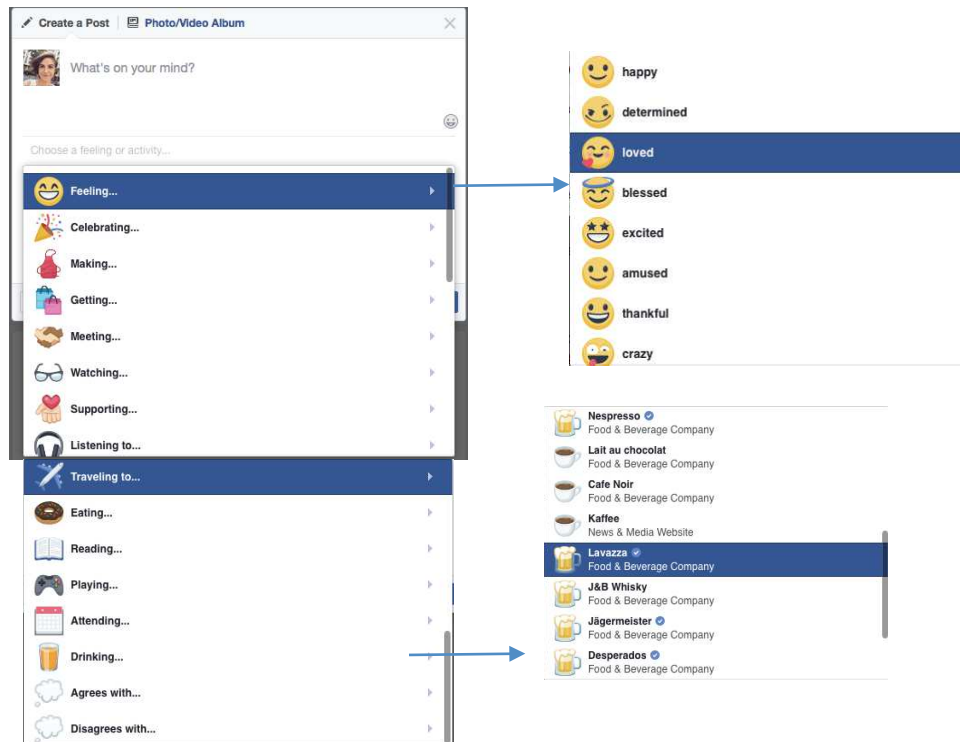 Create a Post
Photo/Video Album
What's on your mind?
Choose a feeling or activity...
Feeling...
Celebrating...
Making...
Getting...
Meeting...
Watching...
Supporting...
Listening to...
Traveling to...
Eating...
Reading...
Playing...
Attending...
Drinking...
Agrees with...
Disagrees with...
happy
determined
loved
blessed
excited
amused
thankful
crazy
Nespresso
Food & Beverage Company
Lait au chocolat
Food & Beverage Company
Cafe Noir
Food & Beverage Company
Kaffee
News & Media Website
Lavazza
Food & Beverage Company
J&B Whisky
Food & Beverage Company
Jägermeister
Food & Beverage Company
Desperados
Food & Beverage Company